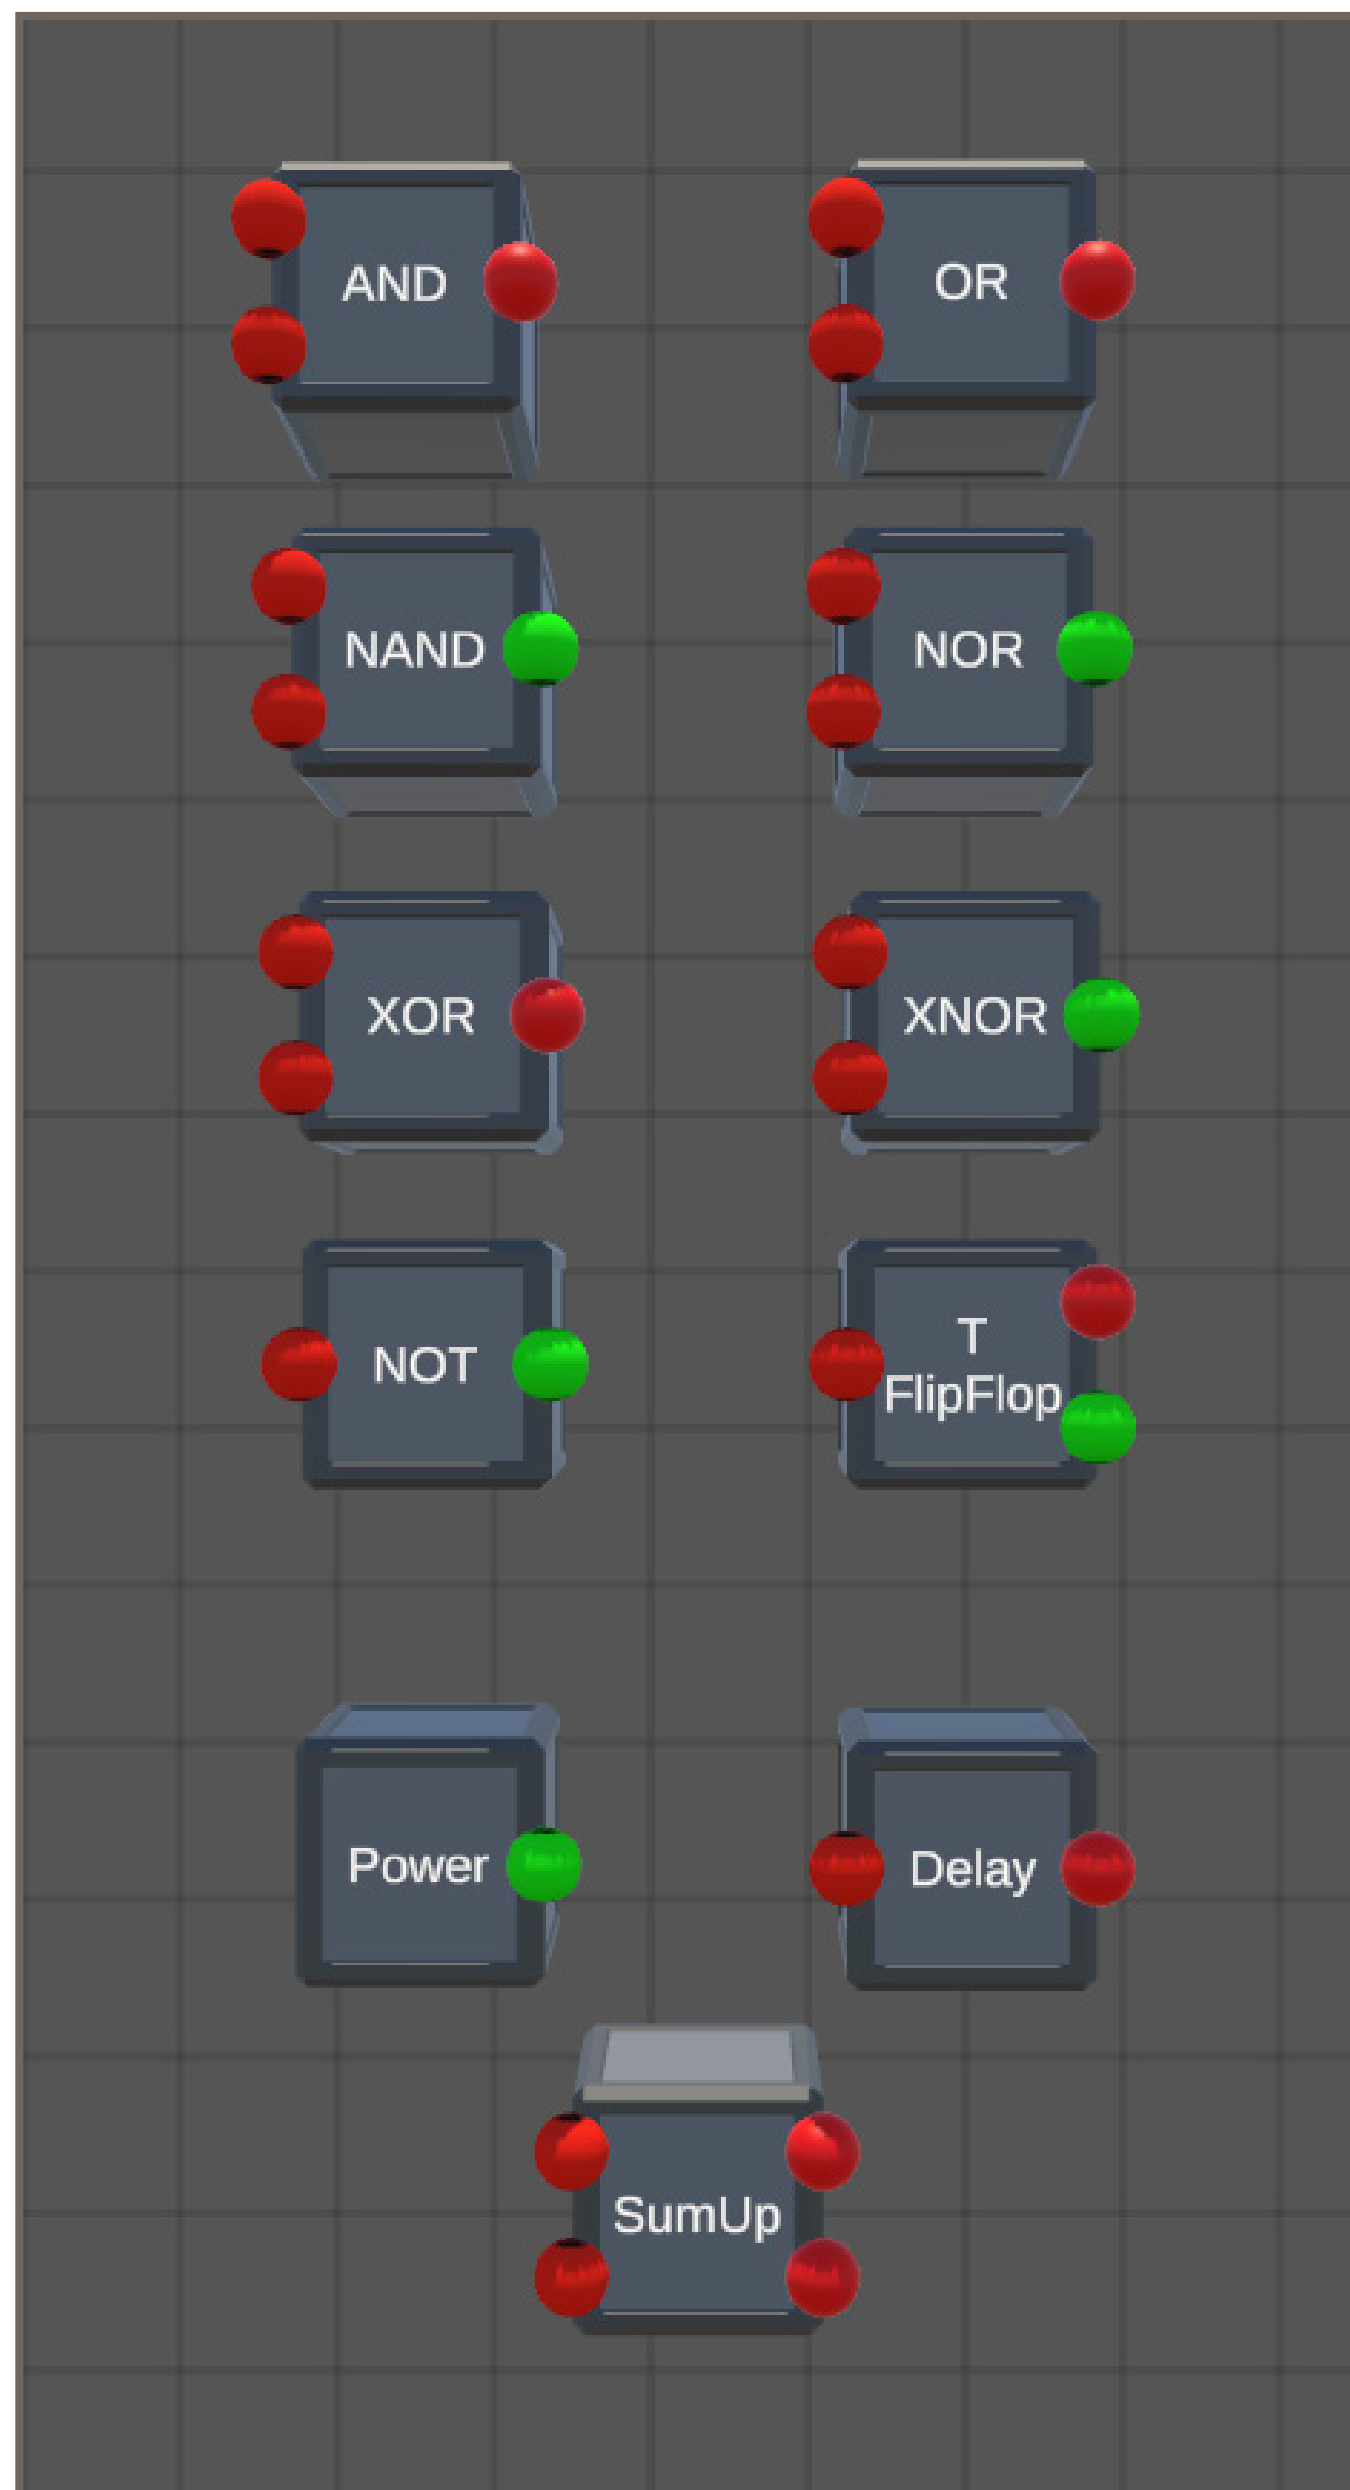 AND
OR
NAND
NOR
XOR
XNOR
NOT
T
FlipFlop
Power
Delay
SumUp